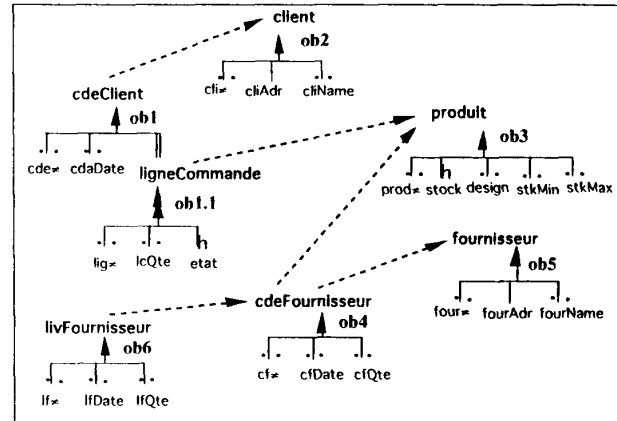 client
ob2
cli≠ cliAdr cliName
cdeClient
ob1
cde≠ cdaDate
ligneCommande
ob1.1
lig≠ lcQte etat
h
produit
ob3
prod≠ stock design stkMin stkMax
h
fournisseur
ob5
four≠ fourAdr fourName
cdeFournisseur
ob4
cf≠ cfDate cfQte
livFournisseur
ob6
lf≠ lfDate lfQte